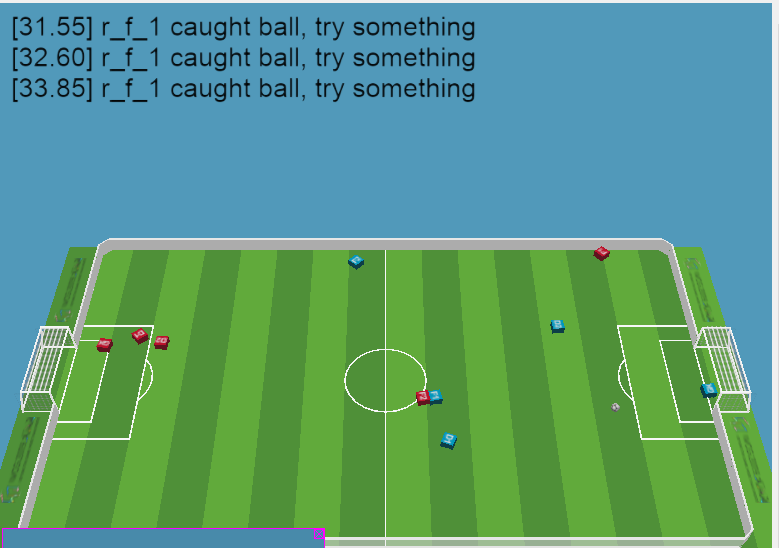 [31.55] r_f_1 caught ball, try something
[32.60] r_f_1 caught ball, try something
[33.85] r_f_1 caught ball, try something